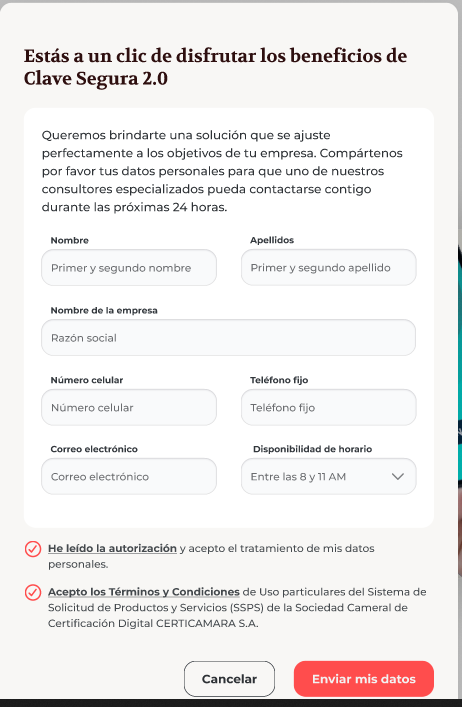 Estás a un clic de disfrutar los beneficios de
Clave Segura 2.0
Queremos brindarte una solución que se ajuste
perfectamente a los objetivos de tu empresa. Compártenos
por favor tus datos personales para que uno de nuestros
consultores especializados pueda contactarse contigo
durante las próximas 24 horas.
Nombre
Apellidos
Primer y segundo nombre
Primer y segundo apellido
Nombre de la empresa
Razón social
Número celular
Teléfono fijo
Número celular
Teléfono fijo
Correo electrónico
Disponibilidad de horario
Correo electrónico
Entre las 8 y 11 AM
He leído la autorización y acepto el tratamiento de mis datos
personales.
Acepto los Términos y Condiciones de Uso particulares del Sistema de
Solicitud de Productos y Servicios (SSPS) de la Sociedad Cameral de
Certificación Digital CERTICAMARA S.A.
Cancelar
Enviar mis datos